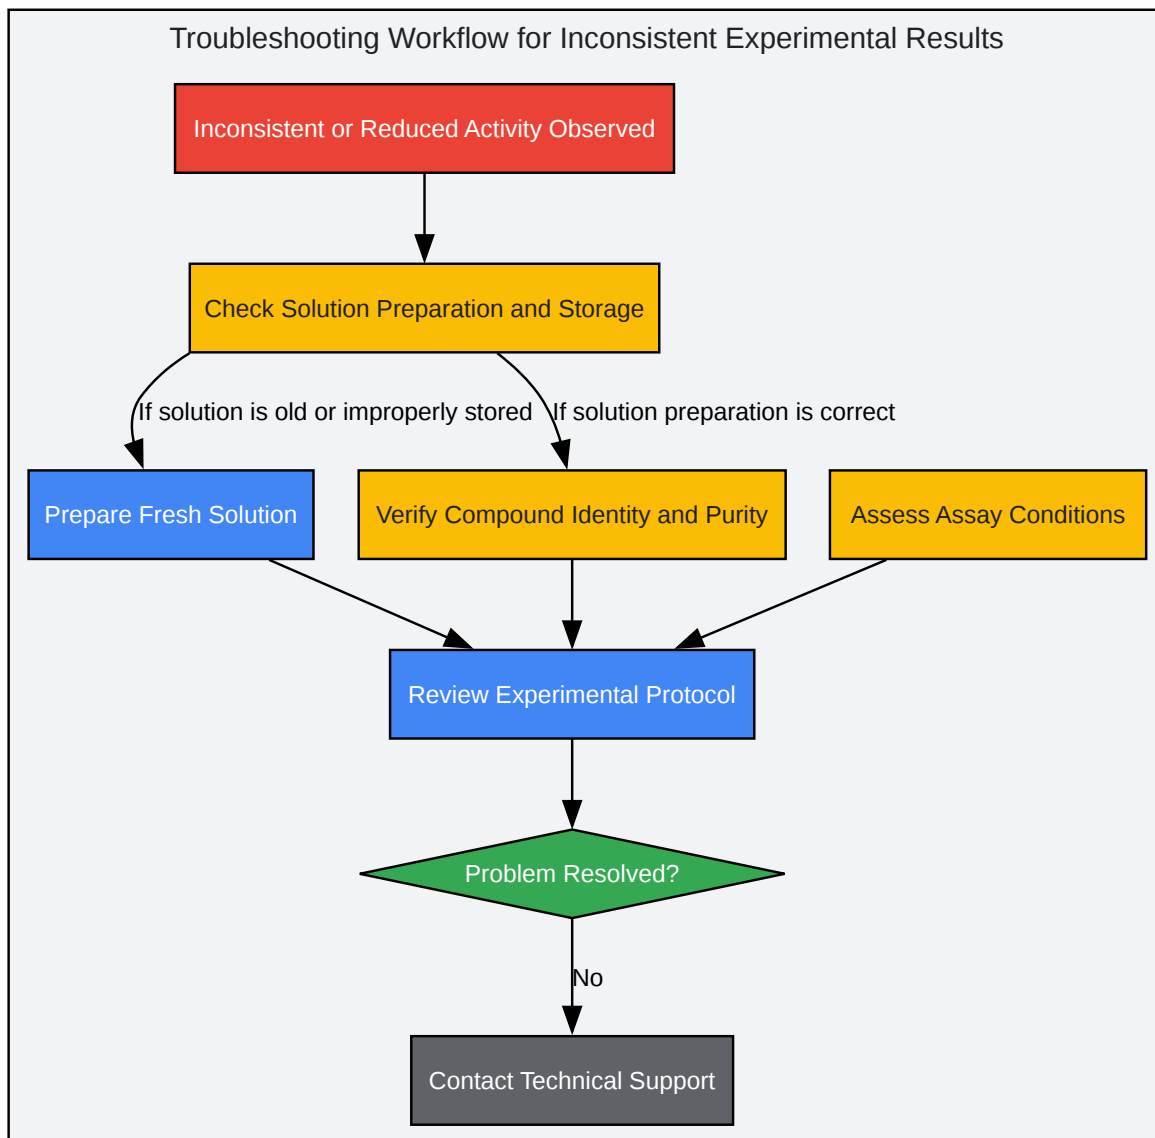 Troubleshooting Workflow for Inconsistent Experimental Results
Inconsistent or Reduced Activity Observed
Check Solution Preparation and Storage
If solution is old or improperly stored
If solution preparation is correct
Prepare Fresh Solution
Verify Compound Identity and Purity
Assess Assay Conditions
Review Experimental Protocol
Problem Resolved?
No
Contact Technical Support